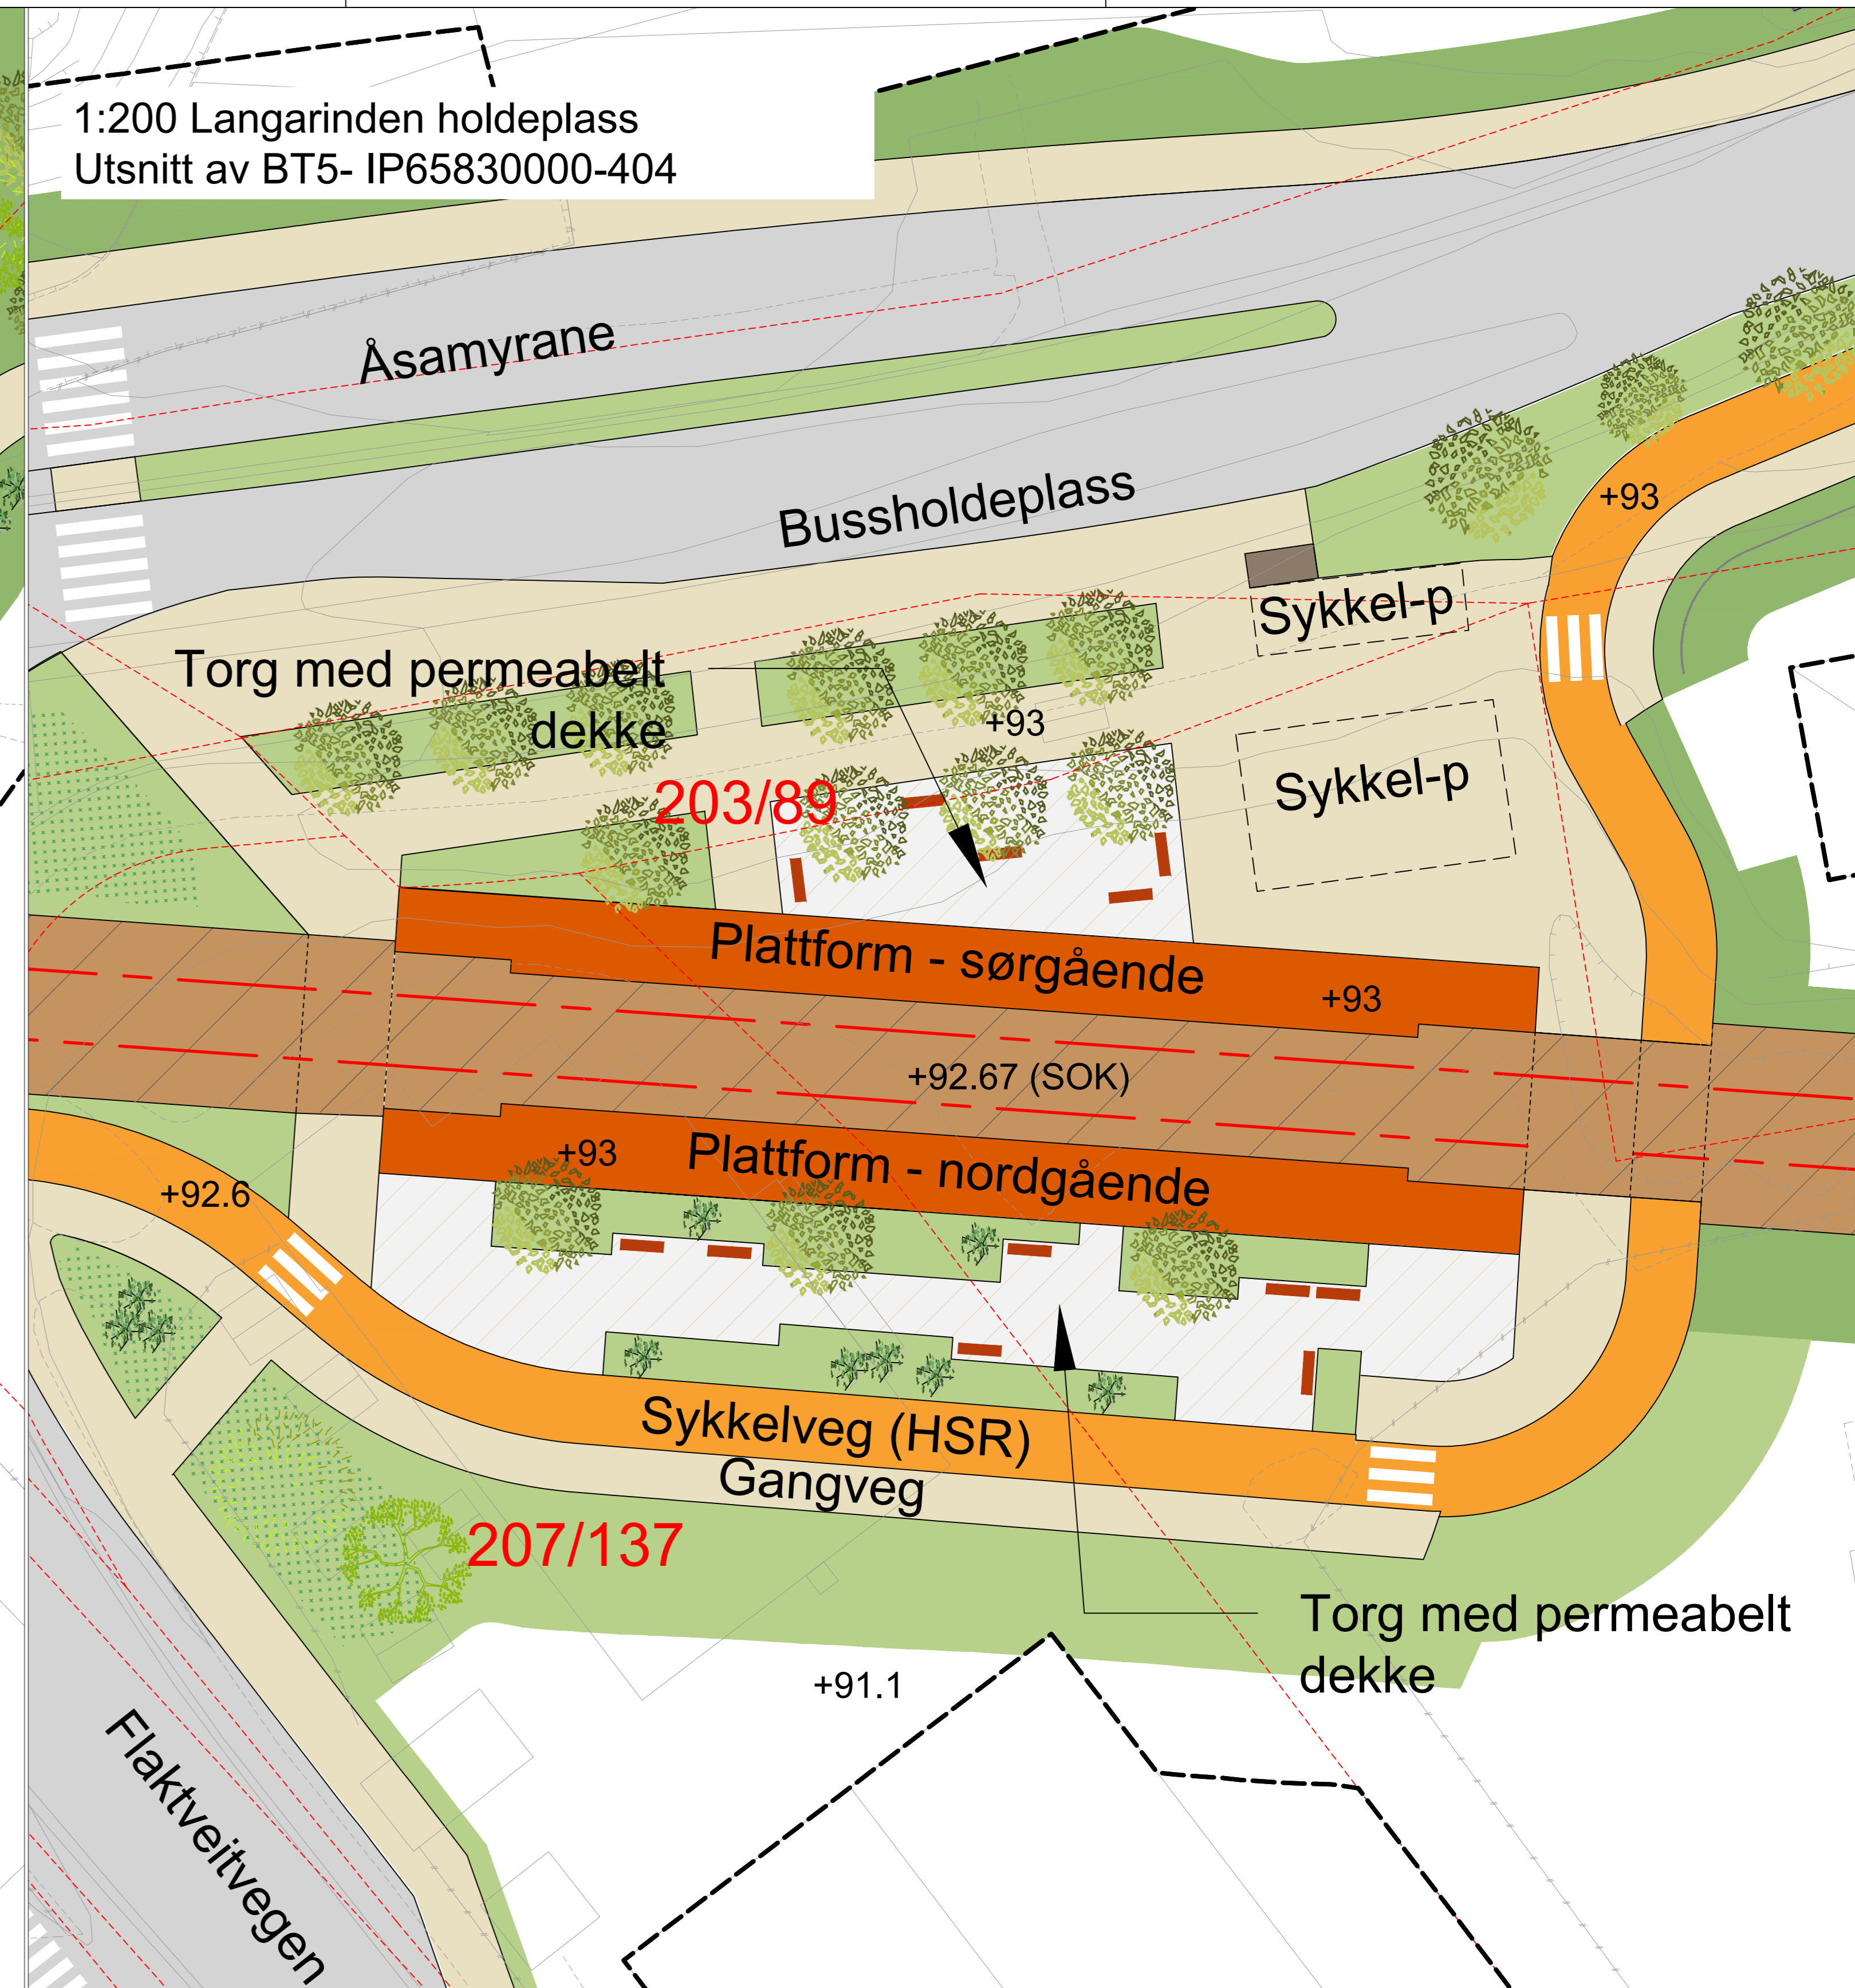 1:200 Langarinden holdeplass
Utsnitt av BT5- IP65830000-404
Åsamyrane
Bussholdeplass
+93
Sykkel-p
Torg med permeabelt
dekke
+93
Sykkel-p
203/89
Plattform - sørgående
+93
+92.67 (SOK)
+93
Plattform - nordgående
+92.6
Sykkelveg (HSR)
Gangveg
207/137
Torg med permeabelt
dekke
+91.1
Flaktveitvegen